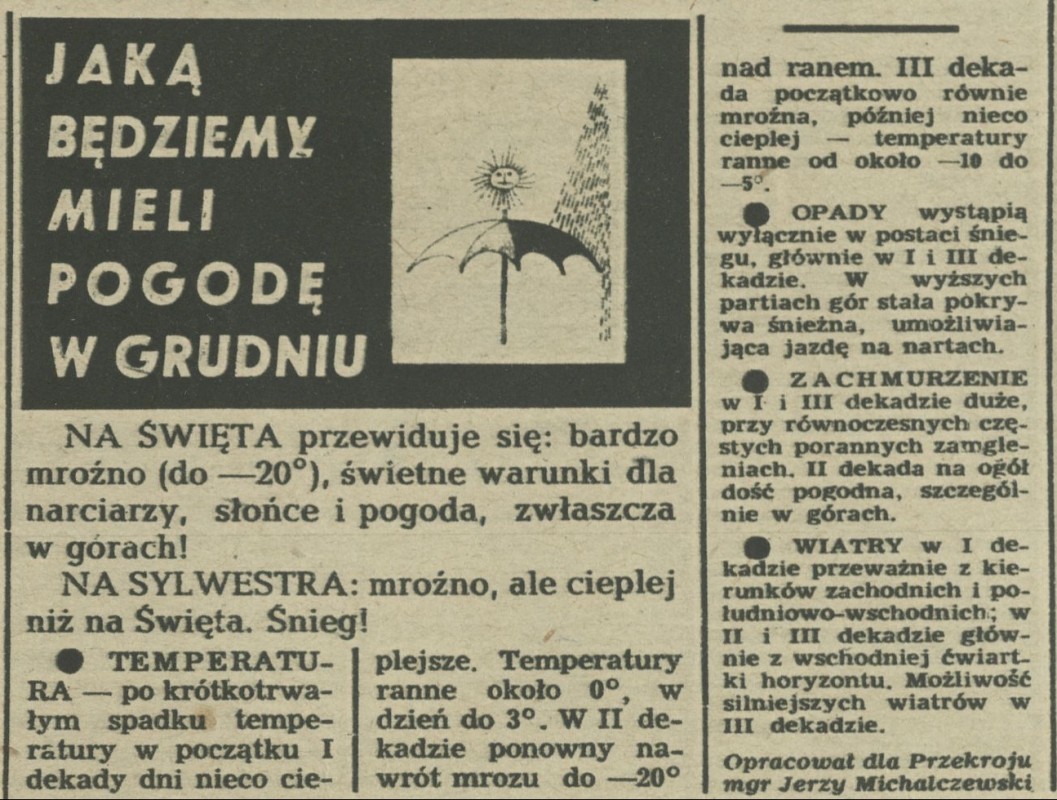 JAKĄ
BĘDZIEMY
MIELI
POGODĘ
W GRUDNIU
NA ŚWIĘTA przewiduje się: bardzo
mroźno (do —20°), świetne warunki dla
narciarzy, słońce i pogoda, zwłaszcza
w górach!
NA SYLWESTRA: mroźno, ale cieplej
niż na Święta. Śnieg!
● TEMPERATU-
RA — po krótkotrwa-
łym spadku tempe-
ratury w początku I
dekady dni nieco cie-
plejsze. Temperatury
ranne około 0°, w
dzień do 3°. W II de-
kadzie ponowny na-
wrót mrozu do —20°
nad ranem. III deka-
da początkowo równie
mroźna, później nieco
cieplej — temperatury
ranne od około —10 do
—5°.
● OPADY wystąpią
wyłącznie w postaci śnie-
gu, głównie w I i III de-
kadzie. W wyższych
partiach gór stała pokry-
wa śnieżna, umożliwia-
jąca jazdę na nartach.
● ZACHMURZENIE
w I i III dekadzie duże,
przy równoczesnych czę-
stych porannych zamgle-
niach. II dekada na ogół
dość pogodna, szczegól-
nie w górach.
● WIATRY w I de-
kadzie przeważnie z kie-
runków zachodnich i po-
łudniowo-wschodnich; w
II i III dekadzie głów-
nie z wschodniej ćwiart-
ki horyzontu. Możliwość
silniejszych wiatrów w
III dekadzie.
Opracował dla Przekroju
mgr Jerzy Michalczewski